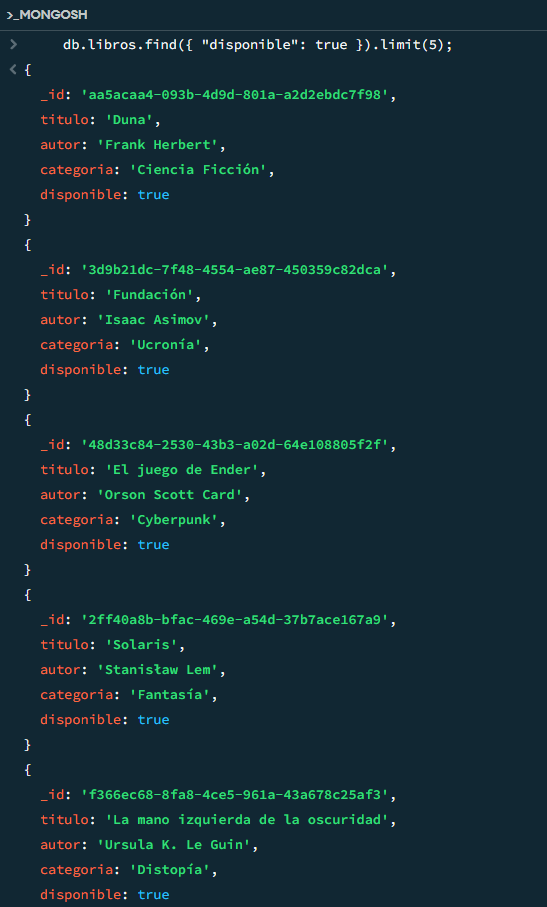 >_MONGOSH
> db.libros.find({ "disponible": true }).limit(5);
< {
_id: 'aa5acaa4-093b-4d9d-801a-a2d2ebdc7f98',
titulo: 'Duna',
autor: 'Frank Herbert',
categoria: 'Ciencia Ficción',
disponible: true
}
{
_id: '3d9b21dc-7f48-4554-ae87-450359c82dca',
titulo: 'Fundación',
autor: 'Isaac Asimov',
categoria: 'Ucronía',
disponible: true
}
{
_id: '48d33c84-2530-43b3-a02d-64e108805f2f',
titulo: 'El juego de Ender',
autor: 'Orson Scott Card',
categoria: 'Cyberpunk',
disponible: true
}
{
_id: '2ff40a8b-bfac-469e-a54d-37b7ace167a9',
titulo: 'Solaris',
autor: 'Stanisław Lem',
categoria: 'Fantasía',
disponible: true
}
{
_id: 'f366ec68-8fa8-4ce5-961a-43a678c25af3',
titulo: 'La mano izquierda de la oscuridad',
autor: 'Ursula K. Le Guin',
categoria: 'Distopía',
disponible: true